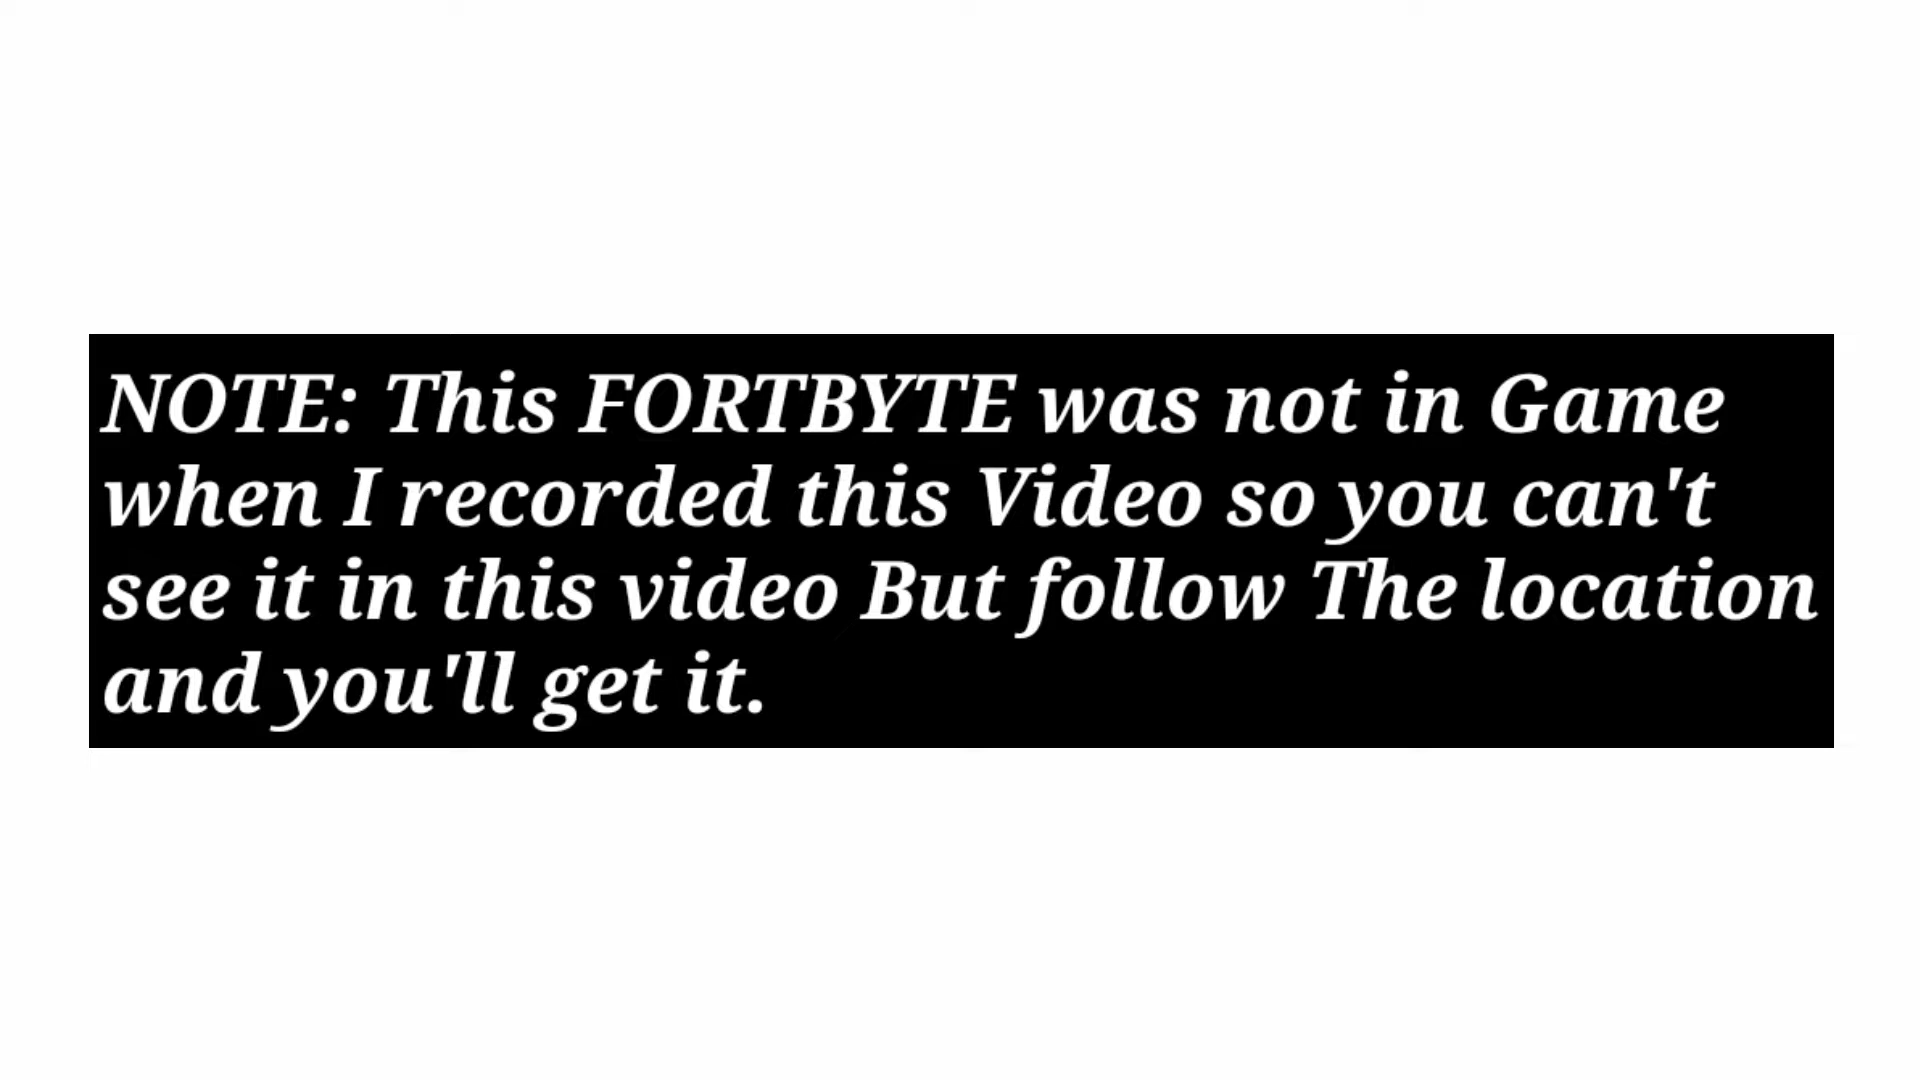 NOTE: This FORTBYTE was not in Game
when I recorded this Video so you can't
see it in this video But follow The location
and you'll get it.